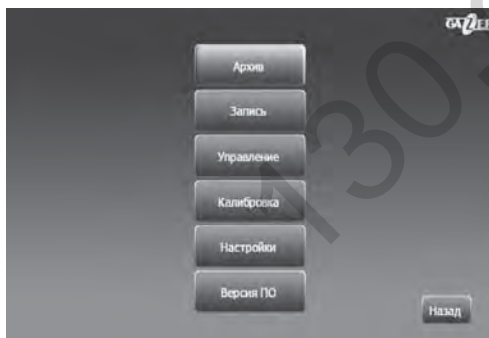 GAZER
Архив
Запись
Управление
Калибровка
Настройки
Версия ПО
Назад